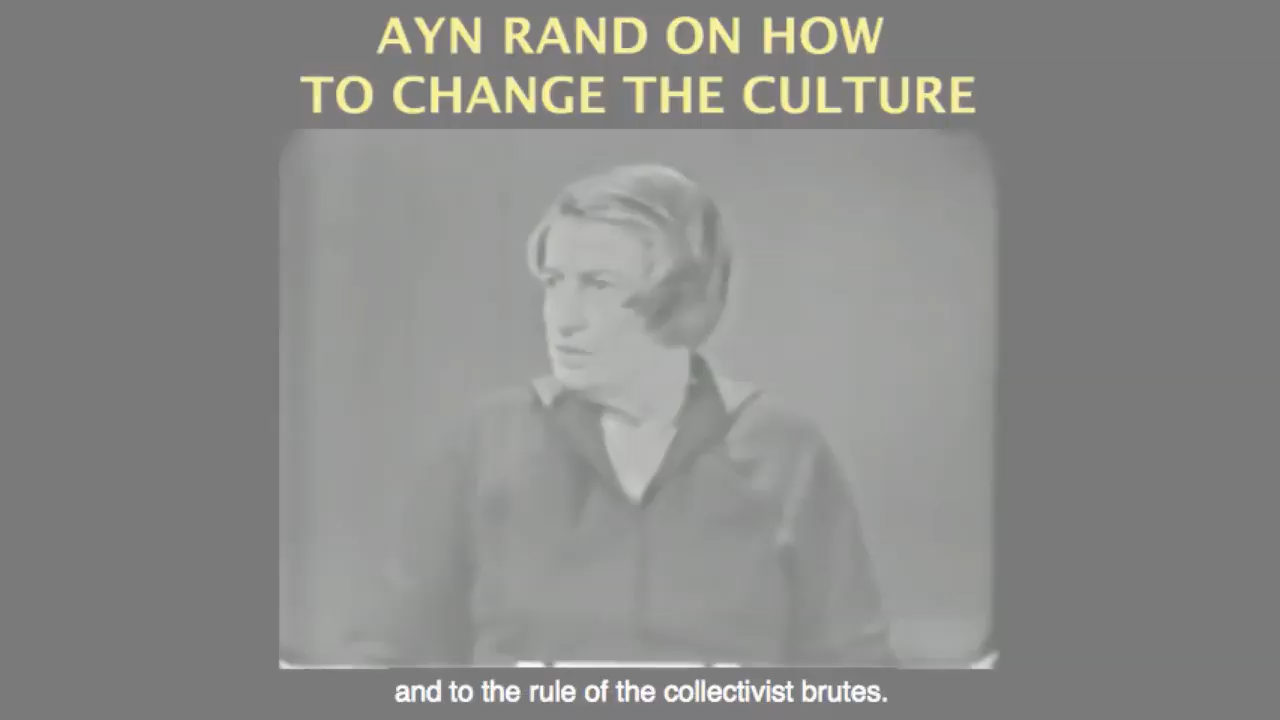 AYN RAND ON HOW
TO CHANGE THE CULTURE
and to the rule of the collectivist brutes.